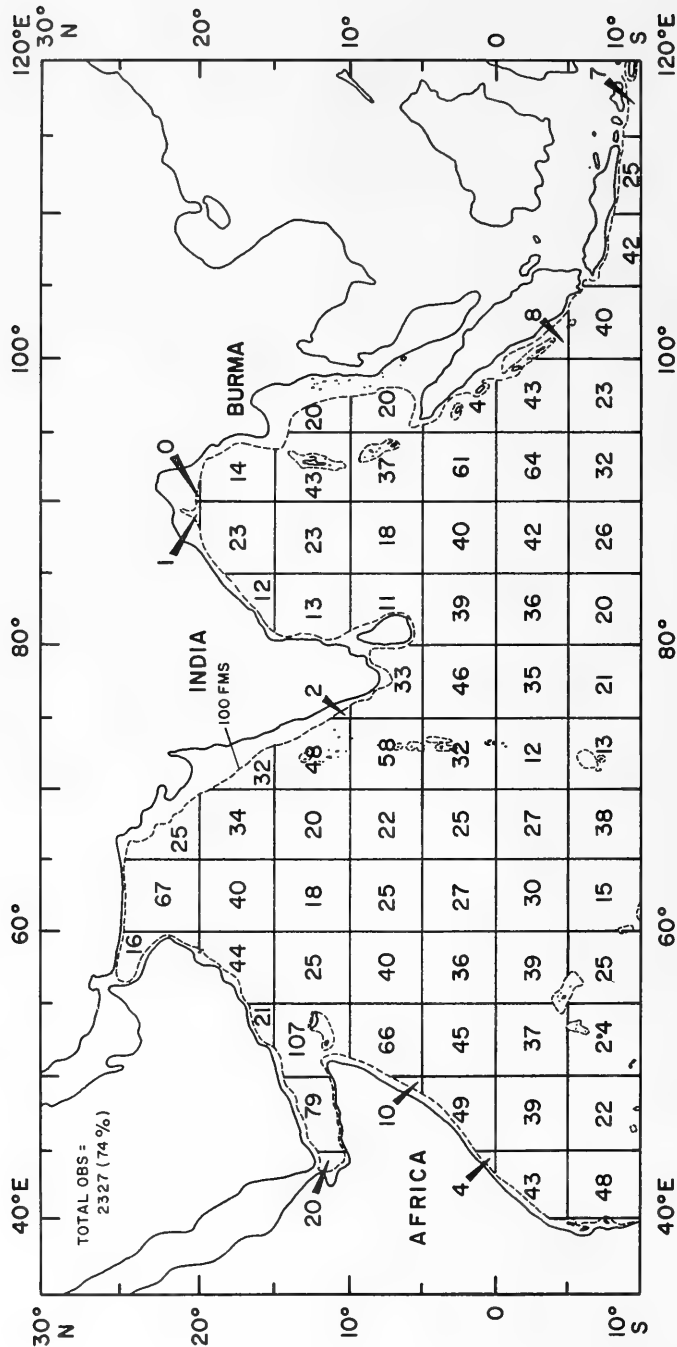 40°E 60° 80° 100° 120°E
30° N 30° N
TOTAL OBS =
2327 (74%)
INDIA
100 FMS
BURMA
16 67 25 1 0
20° 20°
21 44 40 34 32 12 23 14
20 79 107 25 18 20 48 2 13 23 43 20
10° 10°
AFRICA
10 66 40 25 22 58 33 11 18 37 20
4 49 45 36 27 25 32 46 39 40 61 4
0 0
43 39 37 39 30 27 12 35 36 42 64 43 8
48 22 24 25 15 38 13 21 20 26 32 23 40 42 25 7
10° S 10° S
40°E 60° 80° 100° 120°E